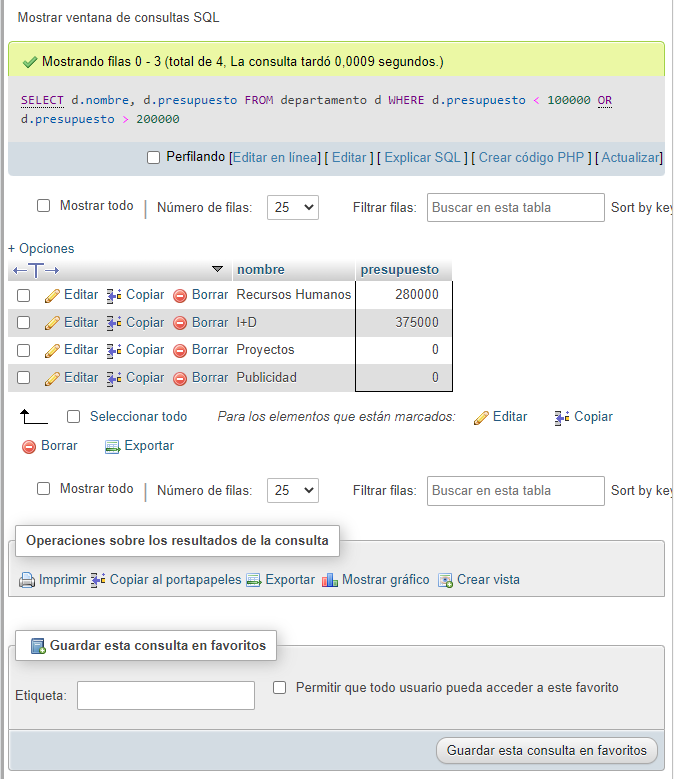 Mostrar ventana de consultas SQL
Mostrando filas 0 - 3 (total de 4, La consulta tardó 0,0009 segundos.)
SELECT d.nombre, d.presupuesto FROM departamento d WHERE d.presupuesto < 100000 OR
d.presupuesto > 200000
Perfilando [Editar en línea] [ Editar ] [ Explicar SQL ] [ Crear código PHP ] [ Actualizar]
Mostrar todo | Número de filas: 25 Filtrar filas: Buscar en esta tabla Sort by key
+ Opciones
nombre presupuesto
Editar Copiar Borrar Recursos Humanos 280000
Editar Copiar Borrar I+D 375000
Editar Copiar Borrar Proyectos 0
Editar Copiar Borrar Publicidad 0
Seleccionar todo Para los elementos que están marcados: Editar Copiar
Borrar Exportar
Mostrar todo | Número de filas: 25 Filtrar filas: Buscar en esta tabla Sort by key
Operaciones sobre los resultados de la consulta
Imprimir Copiar al portapapeles Exportar Mostrar gráfico Crear vista
Guardar esta consulta en favoritos
Etiqueta: Permitir que todo usuario pueda acceder a este favorito
Guardar esta consulta en favoritos